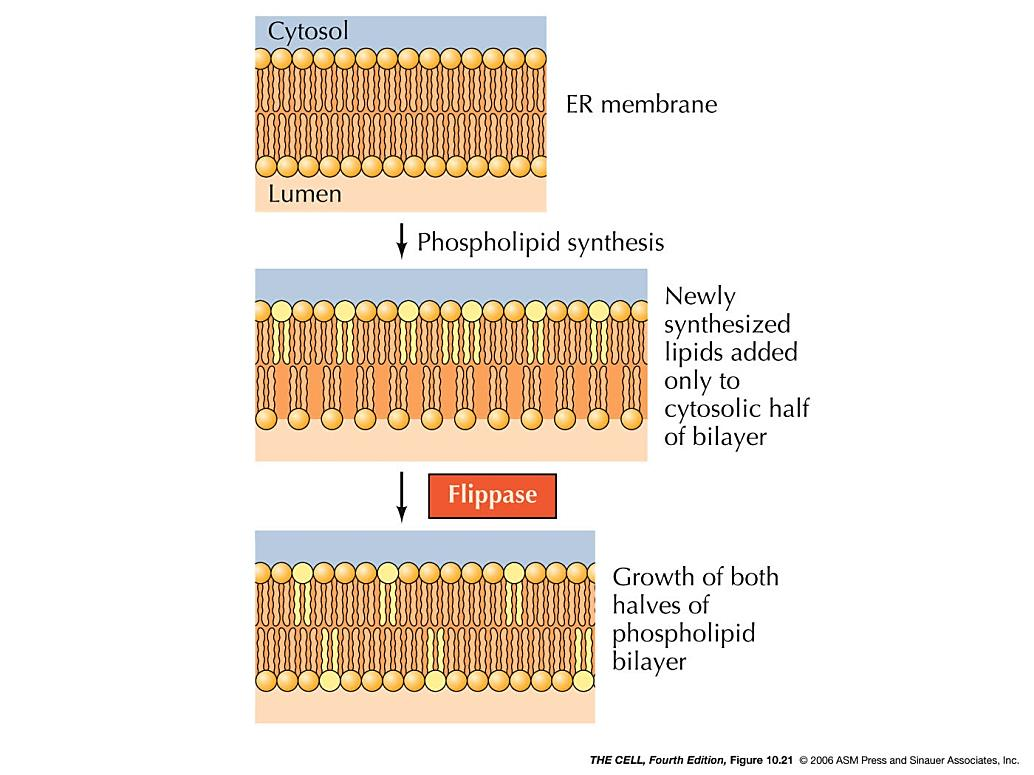 Cytosol
ER membrane
Lumen
Phospholipid synthesis
Newly
synthesized
lipids added
only to
cytosolic half
of bilayer
Flippase
Growth of both
halves of
phospholipid
bilayer
THE CELL, Fourth Edition, Figure 10.21 © 2006 ASM Press and Sinauer Associates, Inc.